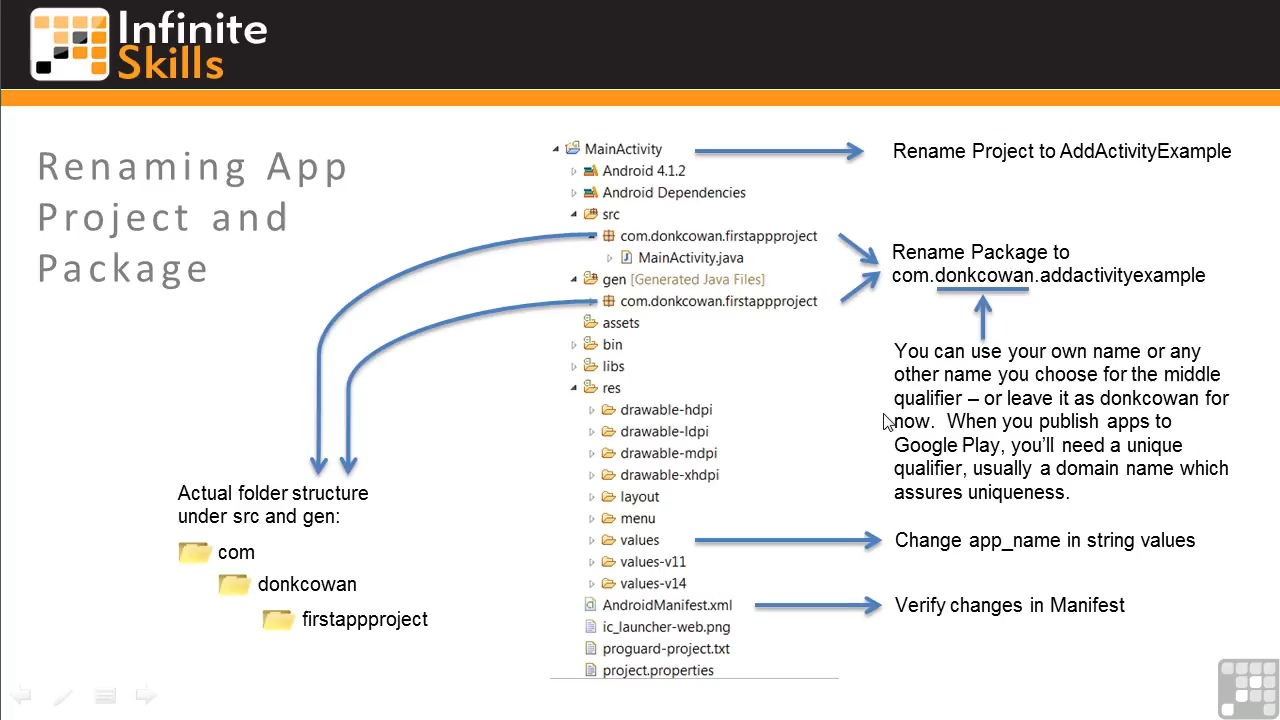 Infinite
Skills
Renaming App
Project and
Package
MainActivity
Android 4.1.2
Android Dependencies
src
com.donkcowan.firstappproject
MainActivity.java
gen [Generated Java Files]
com.donkcowan.firstappproject
assets
bin
libs
res
drawable-hdpi
drawable-ldpi
drawable-mdpi
drawable-xhdpi
layout
menu
values
values-v11
values-v14
AndroidManifest.xml
ic_launcher-web.png
proguard-project.txt
project.properties
Rename Project to AddActivityExample
Rename Package to
com.donkcowan.addactivityexample
You can use your own name or any
other name you choose for the middle
qualifier – or leave it as donkcowan for
now. When you publish apps to
Google Play, you’ll need a unique
qualifier, usually a domain name which
assures uniqueness.
Change app_name in string values
Verify changes in Manifest
Actual folder structure
under src and gen:
com
donkcowan
firstappproject